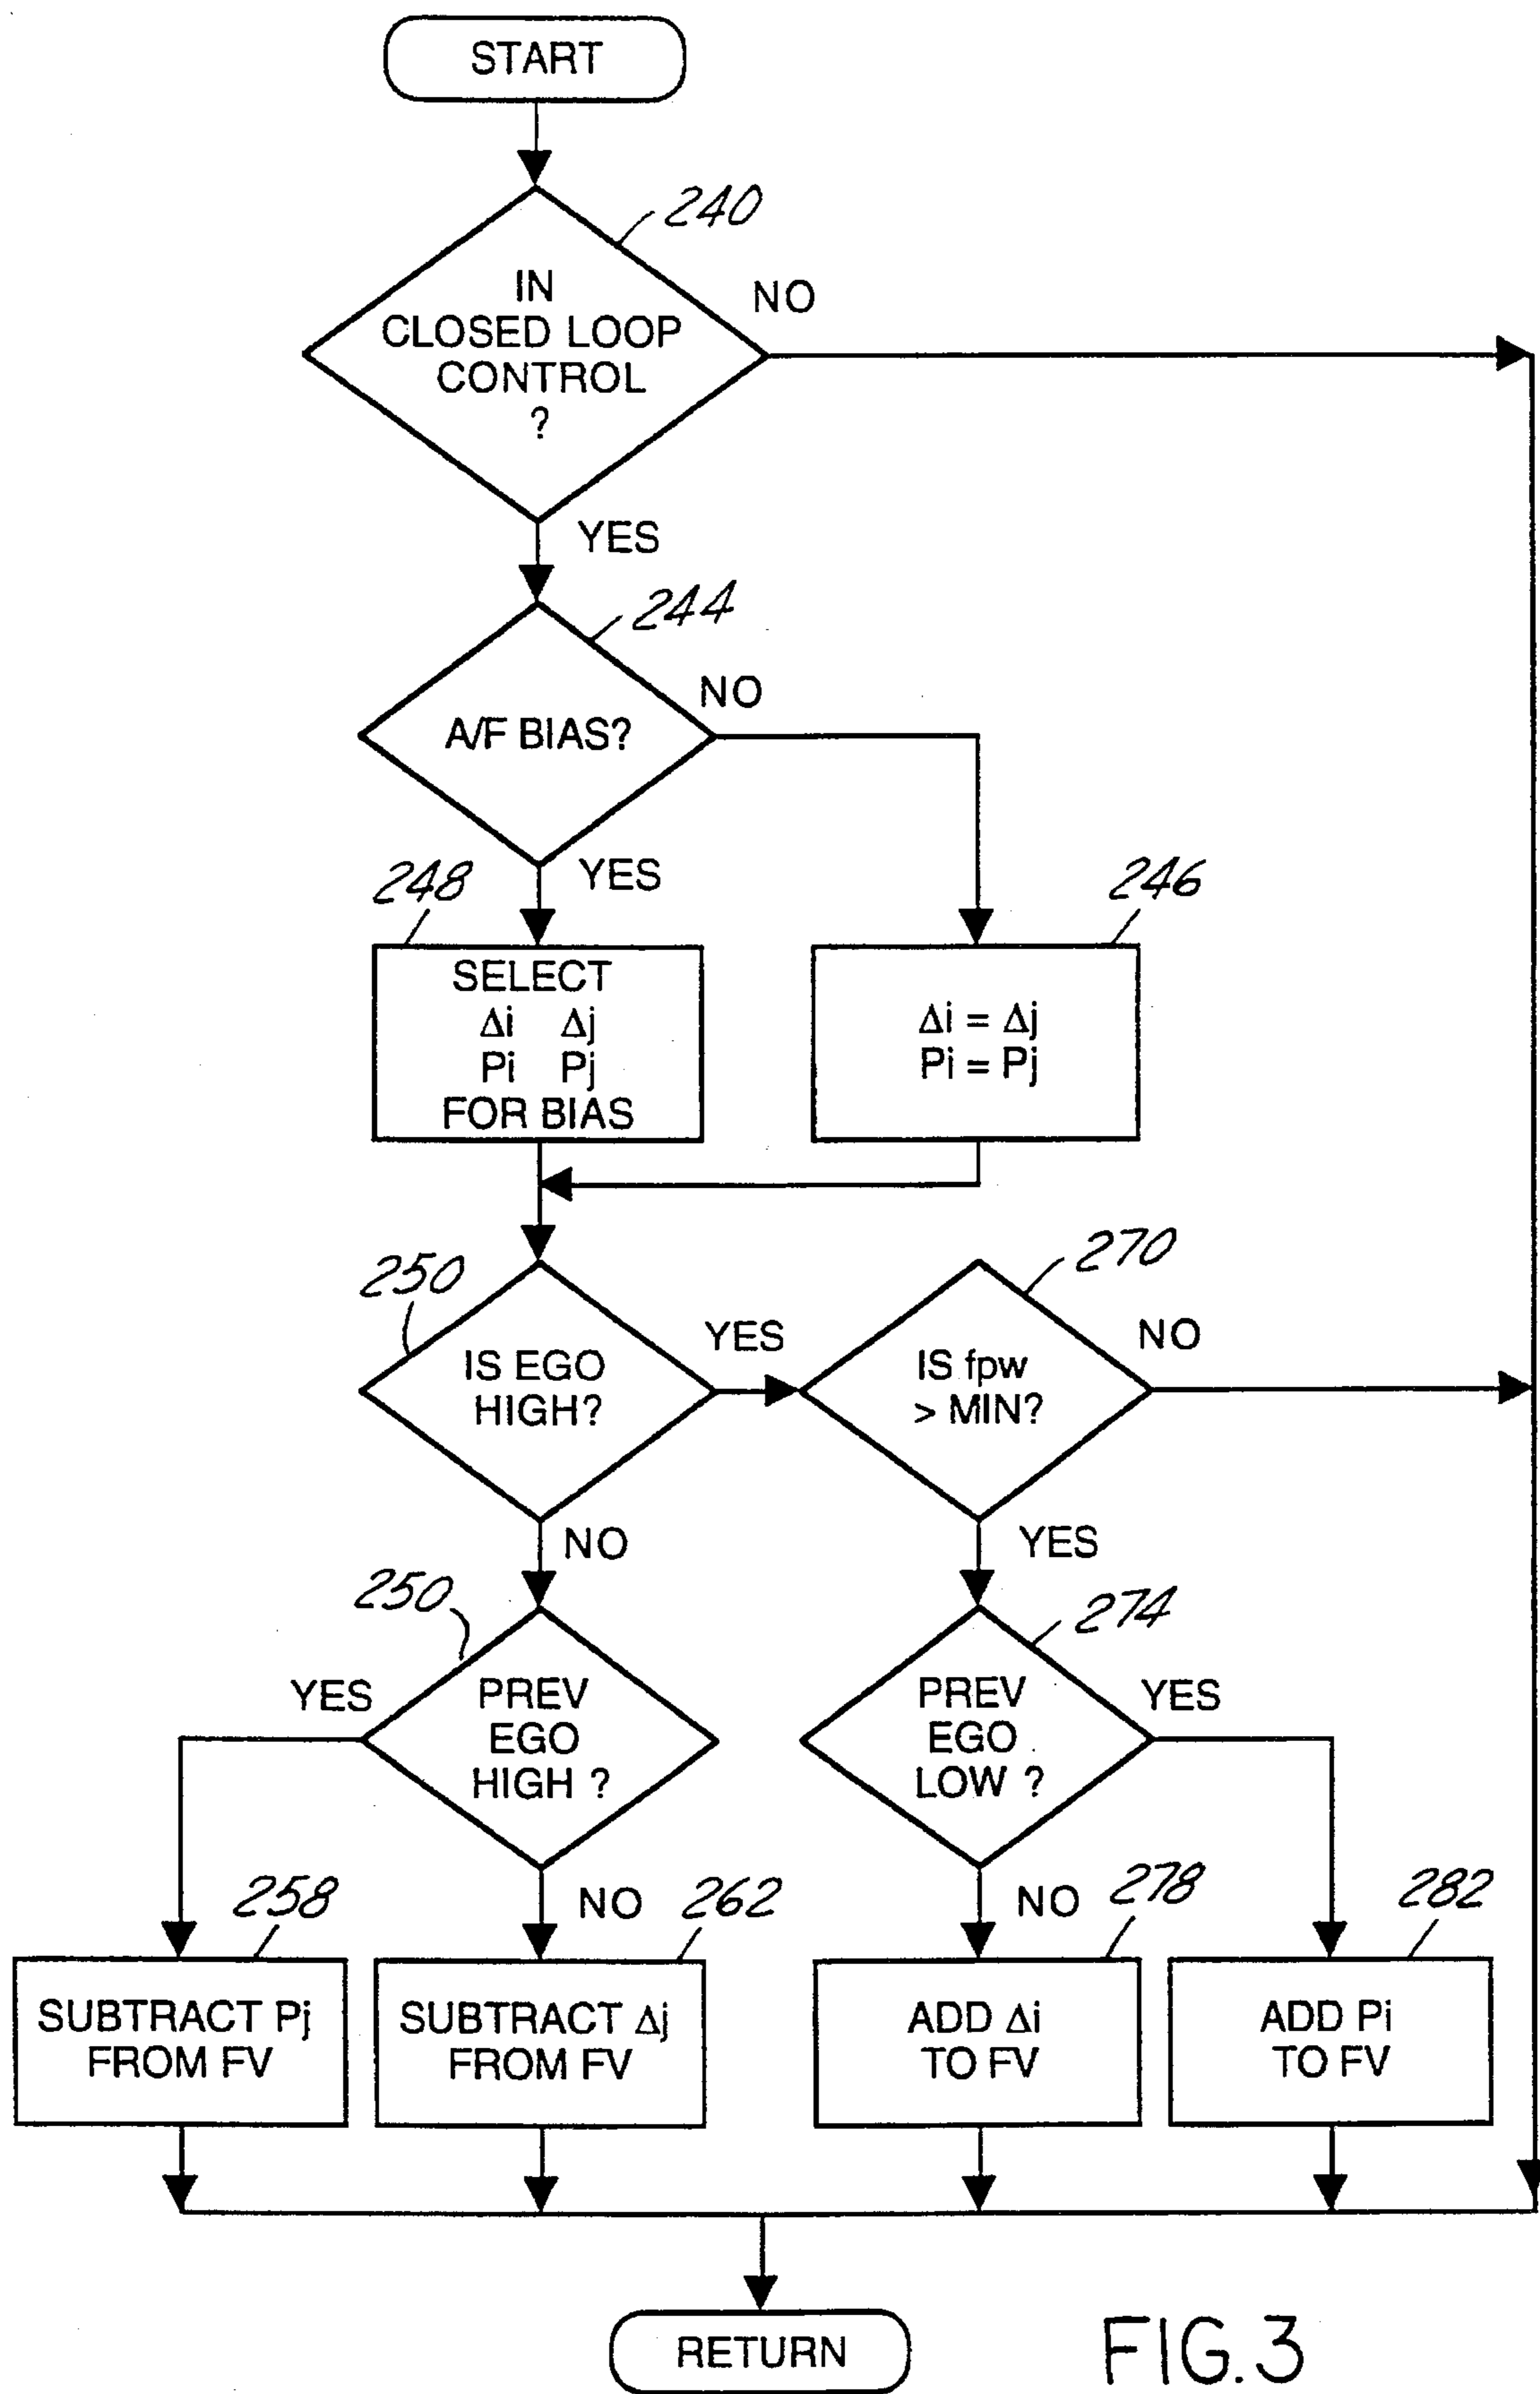 START
240
IN
CLOSED LOOP
CONTROL
?
NO
YES
244
A/F BIAS?
NO
YES
248
SELECT
Δi Δj
Pi Pj
FOR BIAS
246
Δi = Δj
Pi = Pj
250
IS EGO
HIGH?
YES
270
IS fpw
> MIN?
NO
NO
YES
250
PREV
EGO
HIGH ?
YES
NO
274
PREV
EGO
LOW ?
YES
NO
258
SUBTRACT Pj
FROM FV
262
SUBTRACT Δj
FROM FV
278
ADD Δi
TO FV
282
ADD Pi
TO FV
RETURN
FIG.3